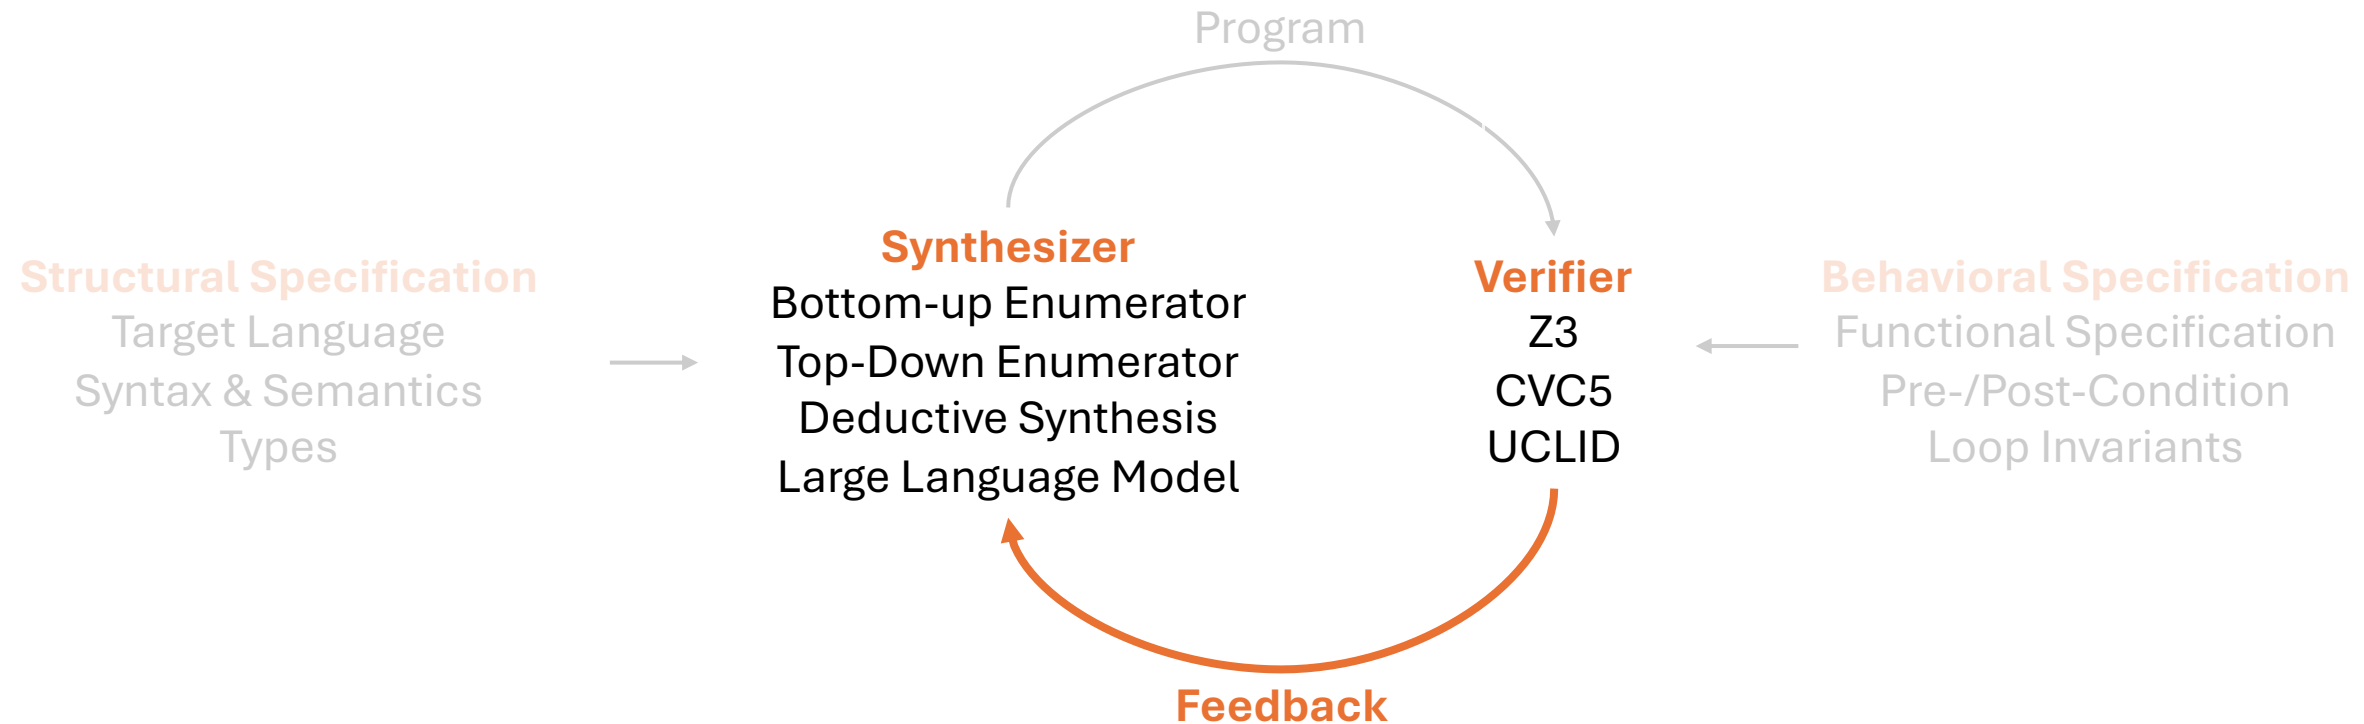 Program
Structural Specification
Target Language
Syntax & Semantics
Types
Synthesizer
Bottom-up Enumerator
Top-Down Enumerator
Deductive Synthesis
Large Language Model
Verifier
Z3
CVC5
UCLID
Behavioral Specification
Functional Specification
Pre-/Post-Condition
Loop Invariants
Feedback